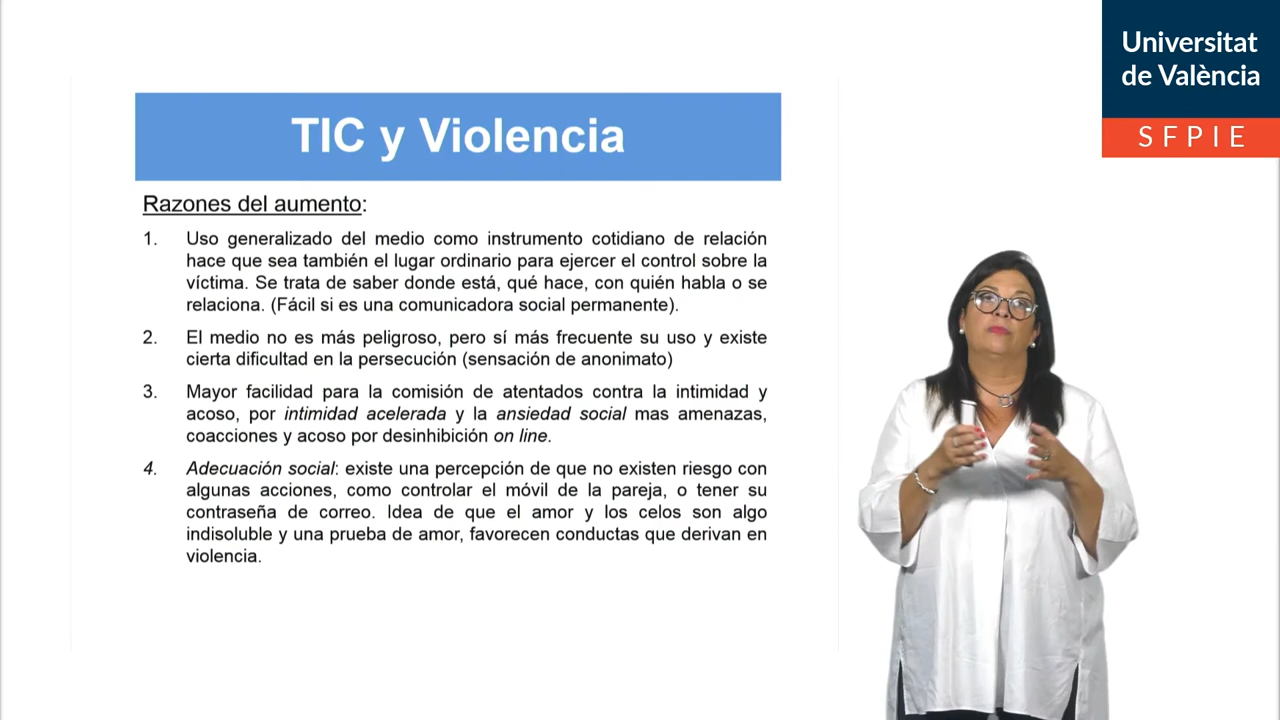 Universitat
de València
SFPIE
TIC y Violencia
Razones del aumento:
1. Uso generalizado del medio como instrumento cotidiano de relación
hace que sea también el lugar ordinario para ejercer el control sobre la
víctima. Se trata de saber donde está, qué hace, con quién habla o se
relaciona. (Fácil si es una comunicadora social permanente).
2. El medio no es más peligroso, pero sí más frecuente su uso y existe
cierta dificultad en la persecución (sensación de anonimato)
3. Mayor facilidad para la comisión de atentados contra la intimidad y
acoso, por intimidad acelerada y la ansiedad social mas amenazas,
coacciones y acoso por desinhibición on line.
4. Adecuación social: existe una percepción de que no existen riesgo con
algunas acciones, como controlar el móvil de la pareja, o tener su
contraseña de correo. Idea de que el amor y los celos son algo
indisoluble y una prueba de amor, favorecen conductas que derivan en
violencia.